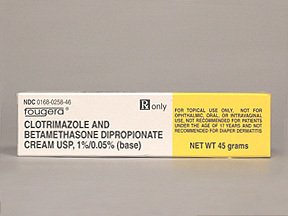 NDC 0168-0258-46
fougera®
Rx only
CLOTRIMAZOLE AND
BETAMETHASONE DIPROPIONATE
CREAM USP, 1%/0.05% (base)
FOR TOPICAL USE ONLY. NOT FOR
OPHTHALMIC, ORAL, OR INTRAVAGINAL
USE. NOT RECOMMENDED FOR PATIENTS
UNDER THE AGE OF 17 YEARS AND NOT
RECOMMENDED FOR DIAPER DERMATITIS
NET WT 45 grams